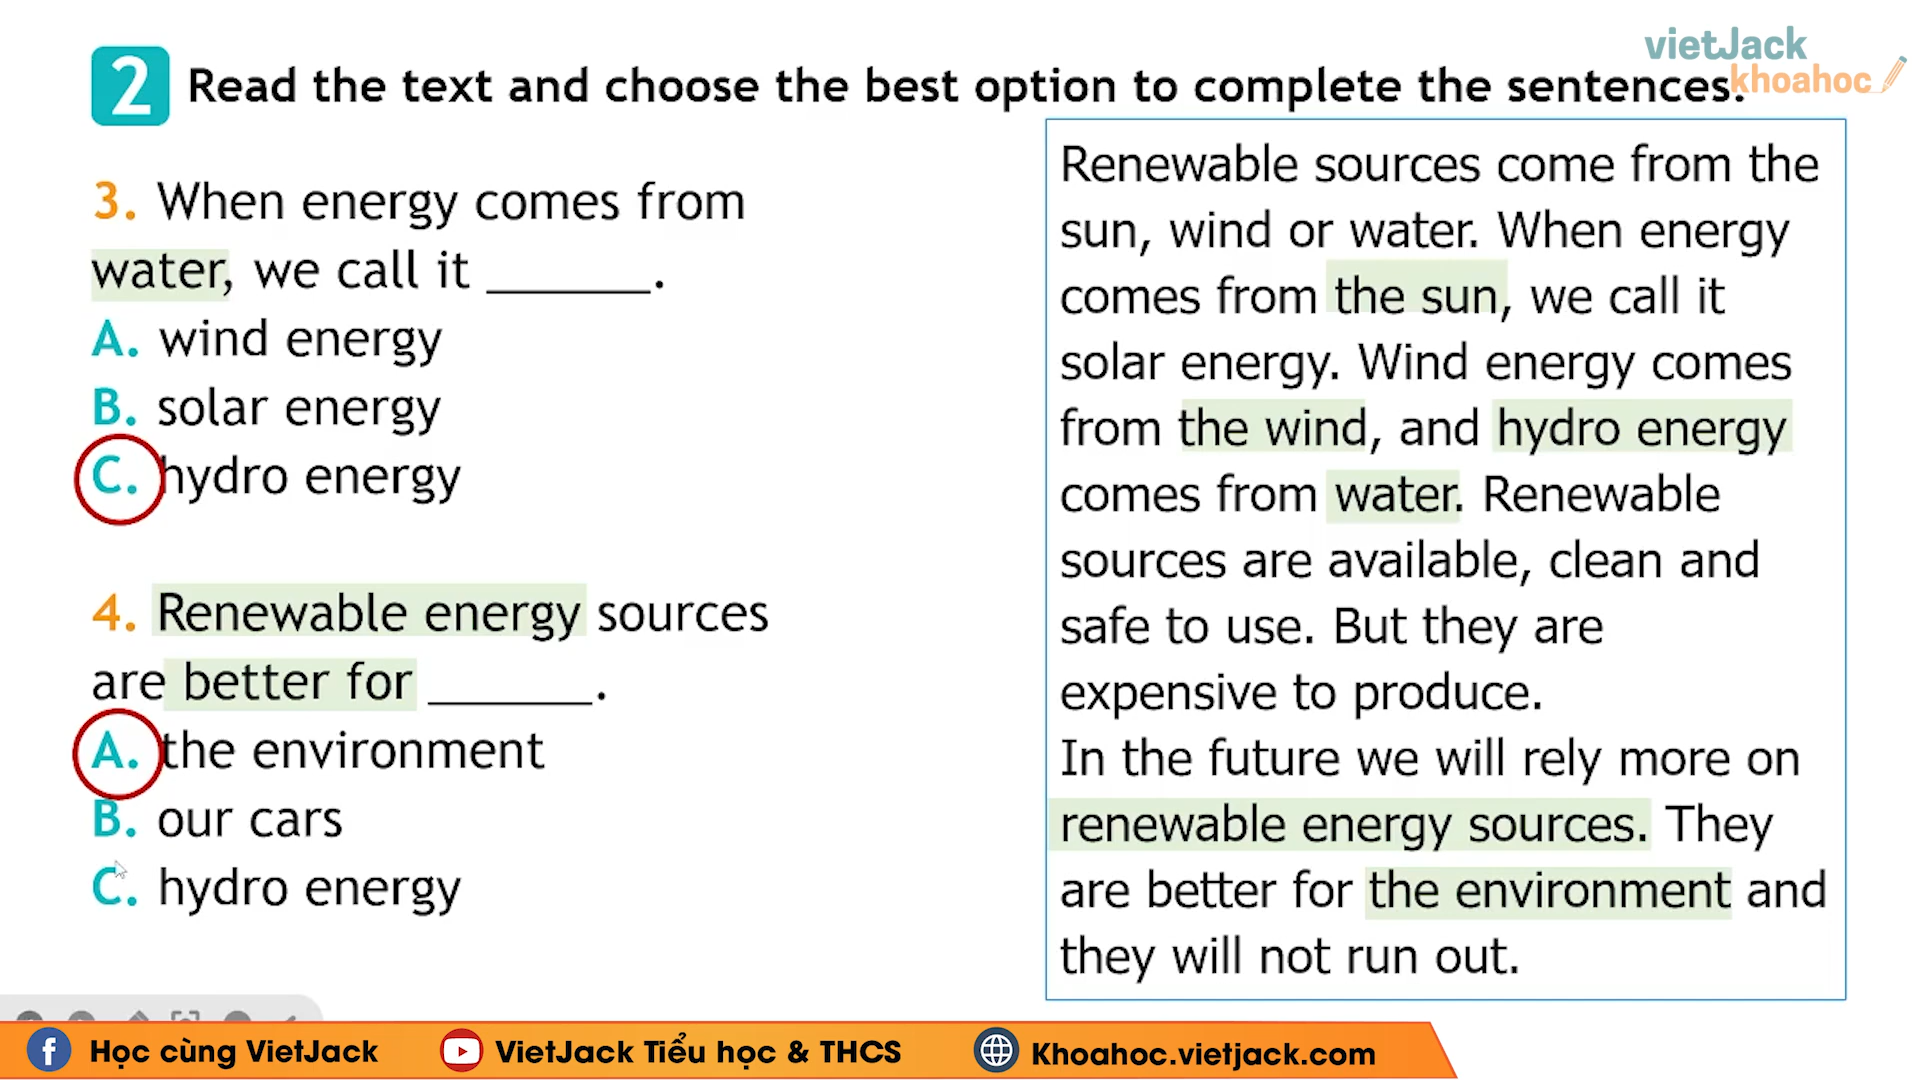 vietJack
khoahoc
2 Read the text and choose the best option to complete the sentences.
3. When energy comes from
water, we call it ______.
A. wind energy
B. solar energy
C. hydro energy
4. Renewable energy sources
are better for ______.
A. the environment
B. our cars
C. hydro energy
Renewable sources come from the
sun, wind or water. When energy
comes from the sun, we call it
solar energy. Wind energy comes
from the wind, and hydro energy
comes from water. Renewable
sources are available, clean and
safe to use. But they are
expensive to produce.
In the future we will rely more on
renewable energy sources. They
are better for the environment and
they will not run out.
Học cùng VietJack
VietJack Tiểu học & THCS
Khoahoc.vietjack.com